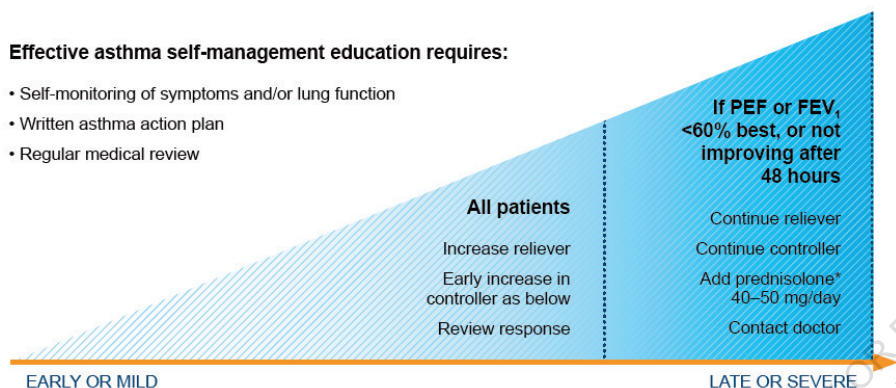 Effective asthma self-management education requires:
• Self-monitoring of symptoms and/or lung function
• Written asthma action plan
• Regular medical review
All patients
Increase reliever
Early increase in
controller as below
Review response
If PEF or FEV₁
<60% best, or not
improving after
48 hours
Continue reliever
Continue controller
Add prednisolone*
40–50 mg/day
Contact doctor
EARLY OR MILD
LATE OR SEVERE